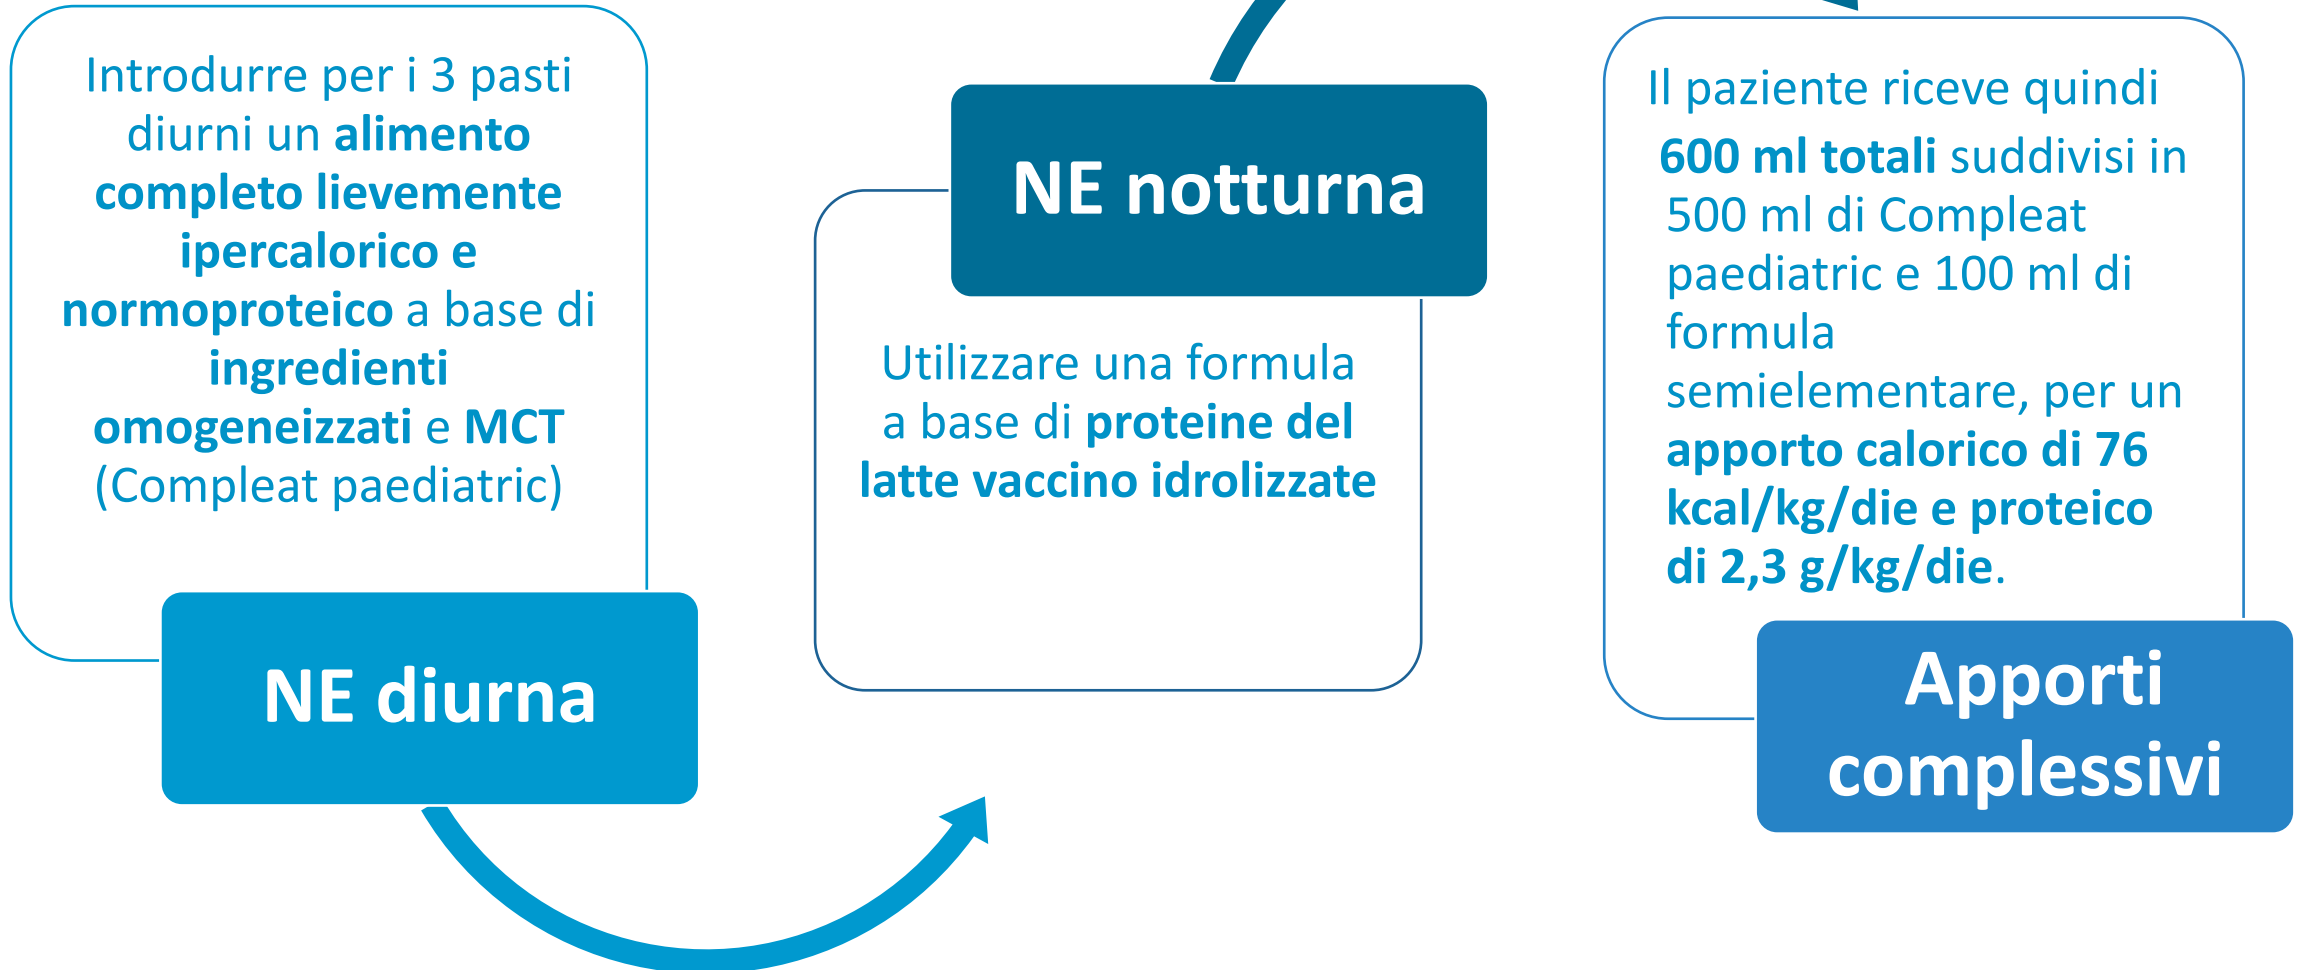 Introdurre per i 3 pasti
diurni un alimento
completo lievemente
ipercalorico e
normoproteico a base di
ingredienti
omogeneizzati e MCT
(Compleat paediatric)
NE diurna
NE notturna
Utilizzare una formula
a base di proteine del
latte vaccino idrolizzate
Il paziente riceve quindi
600 ml totali suddivisi in
500 ml di Compleat
paediatric e 100 ml di
formula
semielementare, per un
apporto calorico di 76
kcal/kg/die e proteico
di 2,3 g/kg/die.
Apporti
complessivi